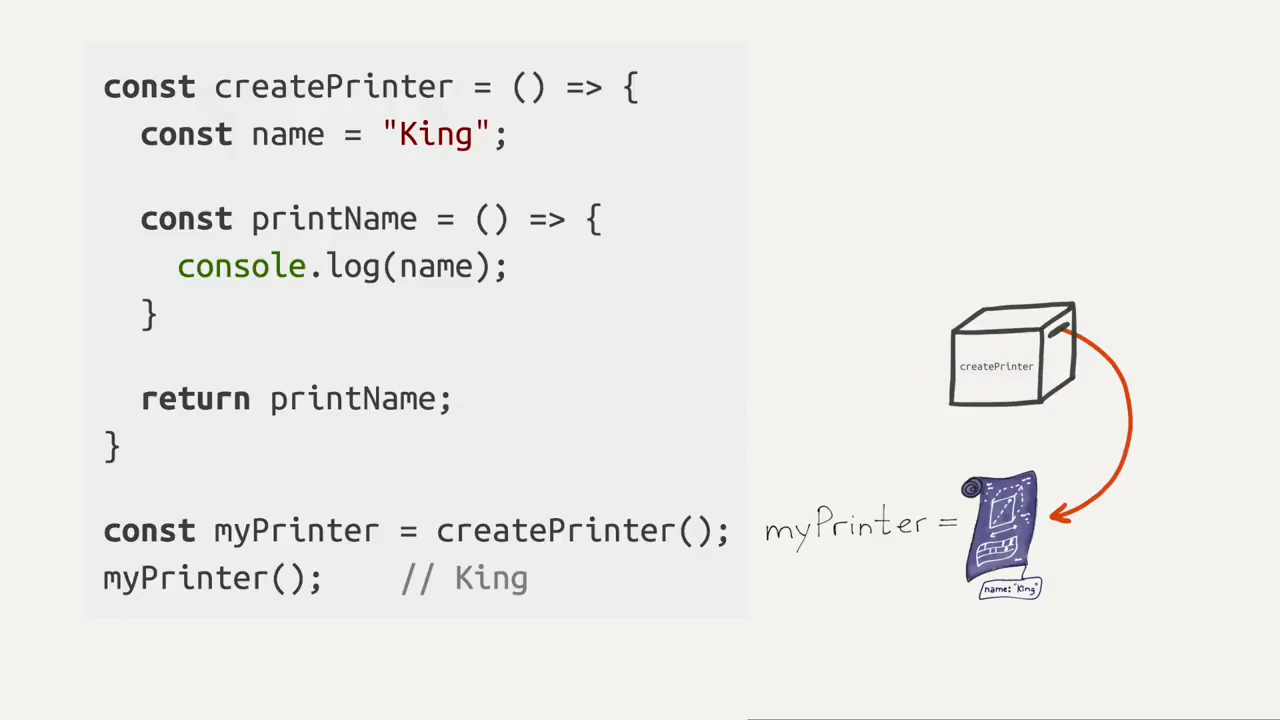 const createPrinter = () => {
  const name = "King";

  const printName = () => {
    console.log(name);
  }

  return printName;
}

const myPrinter = createPrinter();
myPrinter();    // King
createPrinter
myPrinter =
name: "King"